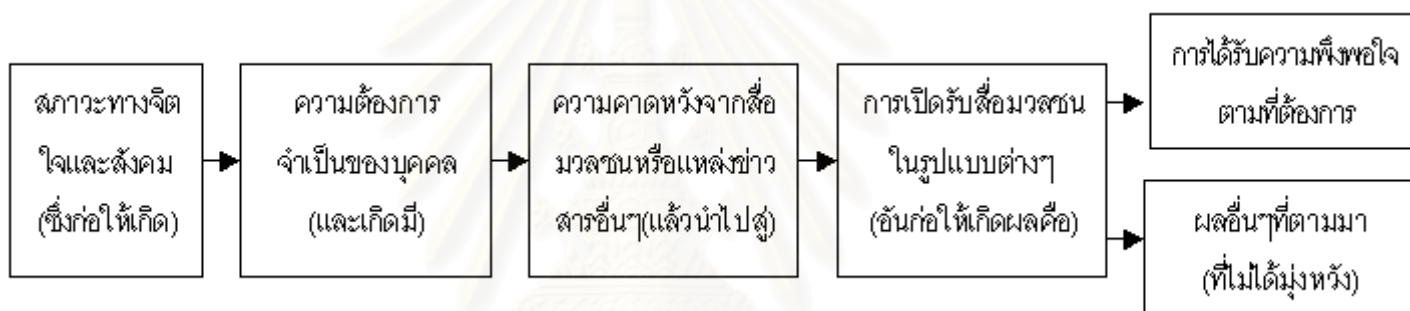 สภาวะทางจิต
ใจและสังคม
(ซึ่งก่อให้เกิด)
ความต้องการ
จำเป็นของบุคคล
(และเกิดมี)
ความคาดหวังจากสื่อ
มวลชนหรือแหล่งข่าว
สารอื่นๆ(แล้วนำไปสู่)
การเปิดรับสื่อมวลชน
ในรูปแบบต่างๆ
(อันก่อให้เกิดผลคือ)
การได้รับความพึงพอใจ
ตามที่ต้องการ
ผลอื่นๆที่ตามมา
(ที่ไม่ได้มุ่งหวัง)